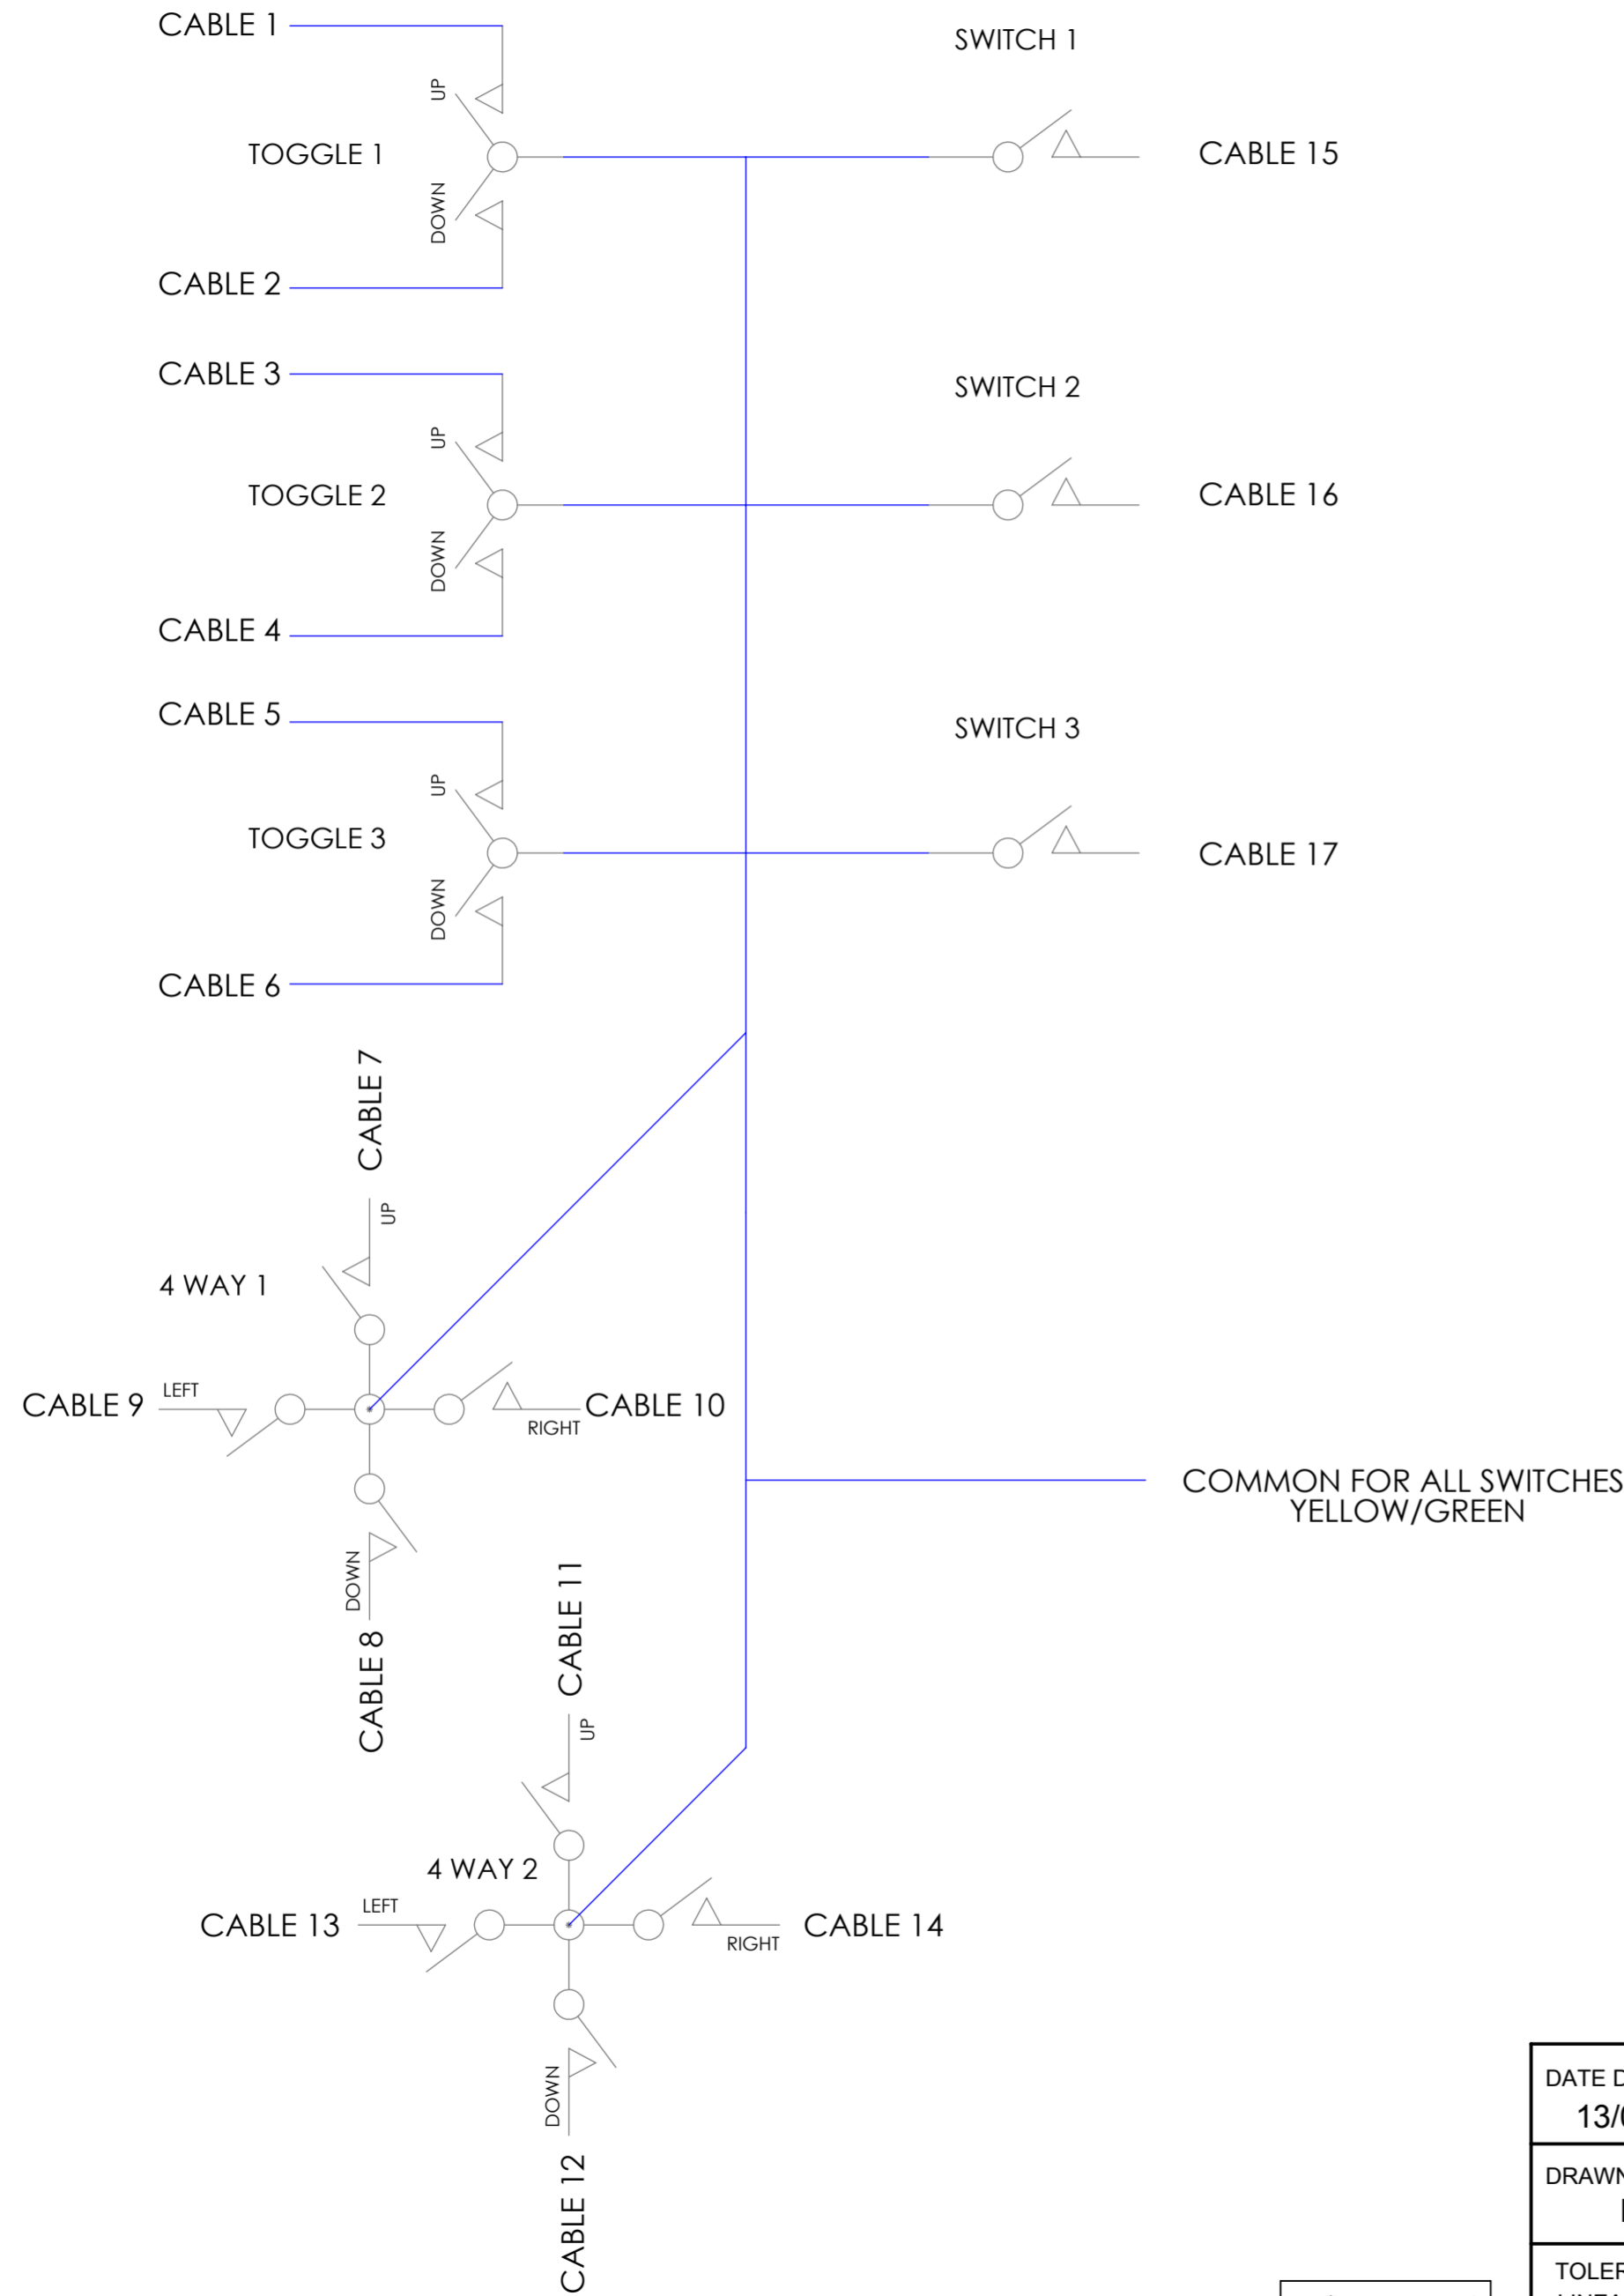 CABLE 1
SWITCH 1
UP
TOGGLE 1
CABLE 15
DOWN
CABLE 2
CABLE 3
SWITCH 2
UP
TOGGLE 2
CABLE 16
DOWN
CABLE 4
CABLE 5
SWITCH 3
UP
TOGGLE 3
CABLE 17
DOWN
CABLE 6
CABLE 7
UP
4 WAY 1
CABLE 9
LEFT
CABLE 10
RIGHT
COMMON FOR ALL SWITCHES
YELLOW/GREEN
DOWN
CABLE 8
CABLE 11
UP
4 WAY 2
CABLE 13
LEFT
CABLE 14
RIGHT
DOWN
CABLE 12
DATE
13/
DRAWN